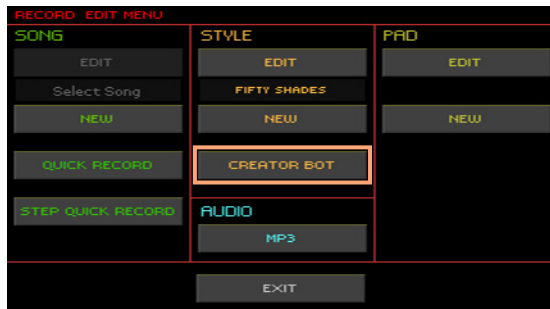 RECORD EDIT MENU
SONG
EDIT
Select Song
NEW
QUICK RECORD
STEP QUICK RECORD
STYLE
EDIT
FIFTY SHADES
NEW
CREATOR BOT
AUDIO
MP3
PAD
EDIT
NEW
EXIT